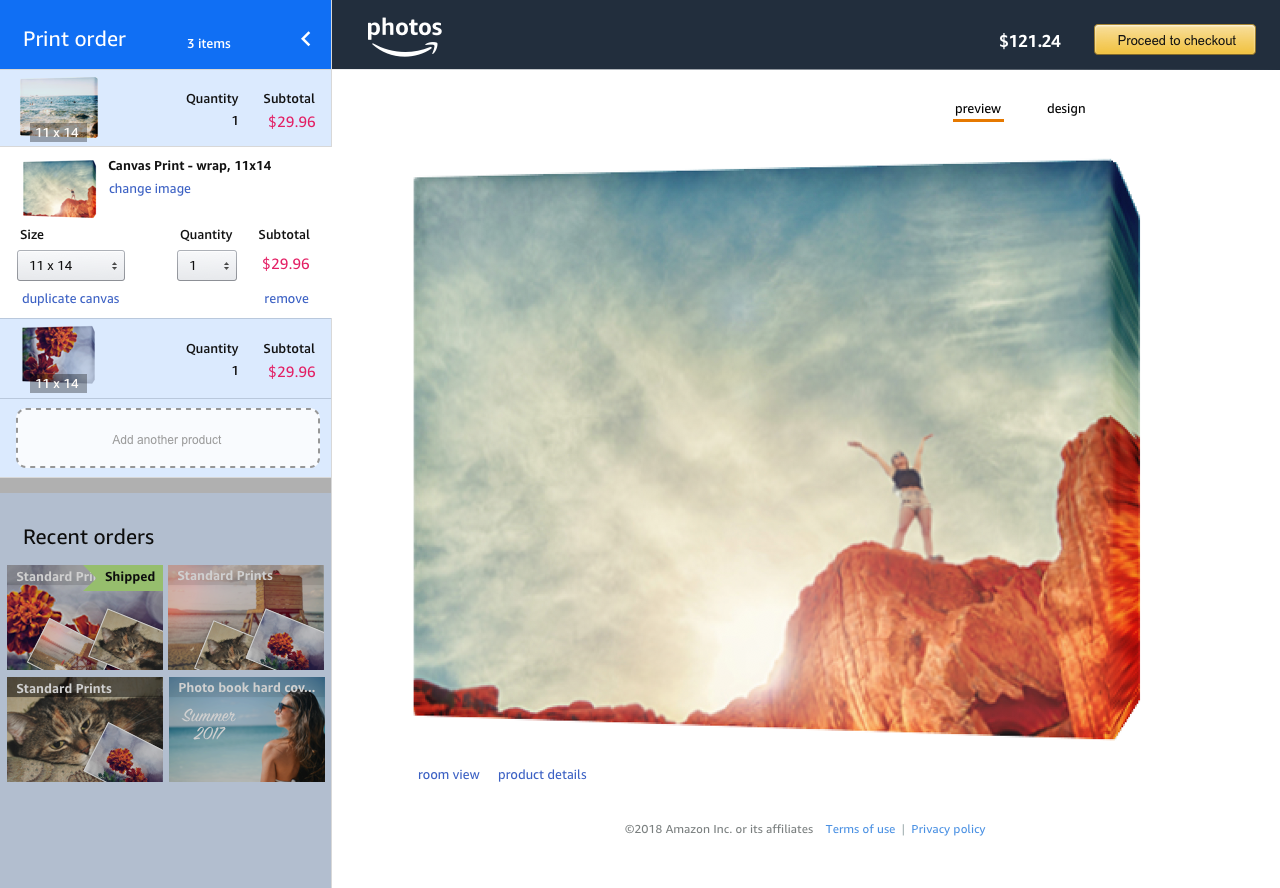 Print order
3 items
photos
$121.24
Proceed to checkout
Quantity
Subtotal
1
$29.96
11 x 14
preview
design
Canvas Print - wrap, 11x14
change image
Size
Quantity
Subtotal
11 x 14
1
$29.96
duplicate canvas
remove
Quantity
Subtotal
1
$29.96
11 x 14
Add another product
Recent orders
Standard Pri
Shipped
Standard Prints
Standard Prints
Photo book hard cov...
Summer
2017
room view
product details
©2018 Amazon Inc. or its affiliates
Terms of use | Privacy policy